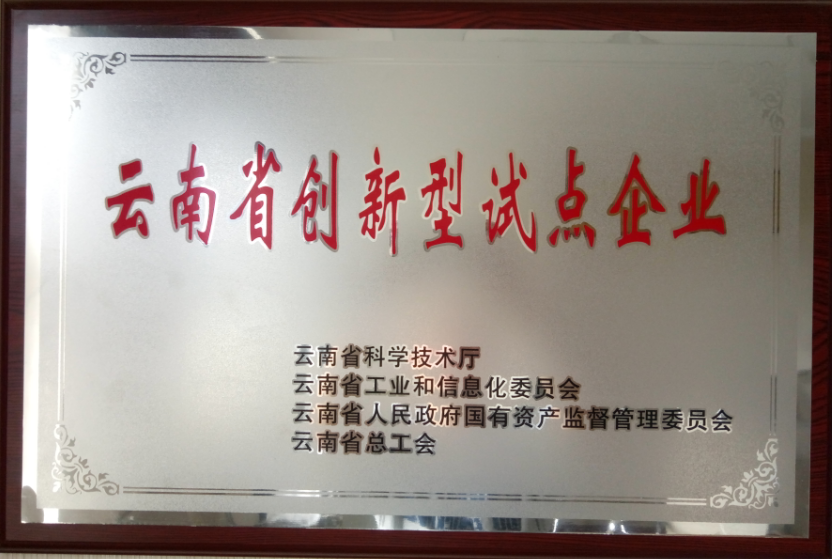 云南省创新型试点企业
云南省科学技术厅
云南省工业和信息化委员会
云南省人民政府国有资产监督管理委员会
云南省总工会